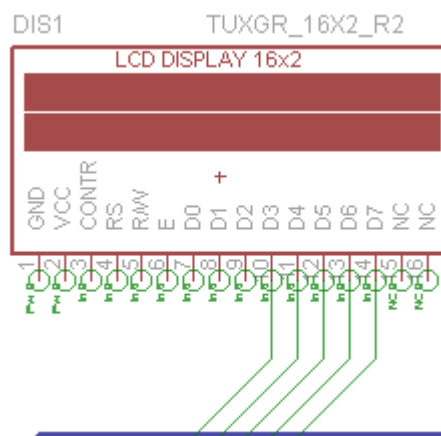 DIS1 TUXGR_16X2_R2
LCD DISPLAY 16x2
GND VCC CONTR RS R/W E D0 D1 D2 D3 D4 D5 D6 D7 NC NC
1 2 3 4 5 6 7 8 9 10 11 12 13 14 15 16